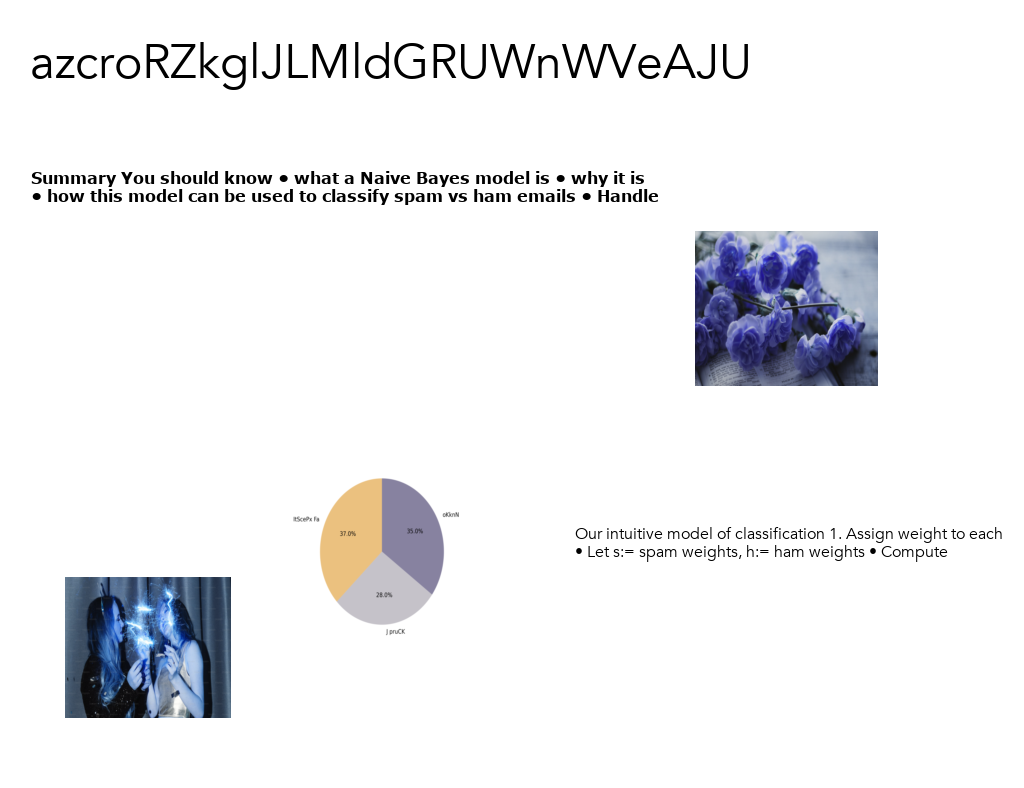 azcroRZkglJLMldGRUWnWVeAJU
Summary You should know • what a Naive Bayes model is • why it is
• how this model can be used to classify spam vs ham emails • Handle
ltScePx Fa
oKknN
37.0%
35.0%
28.0%
J pruCK
Our intuitive model of classification 1. Assign weight to each
• Let s:= spam weights, h:= ham weights • Compute